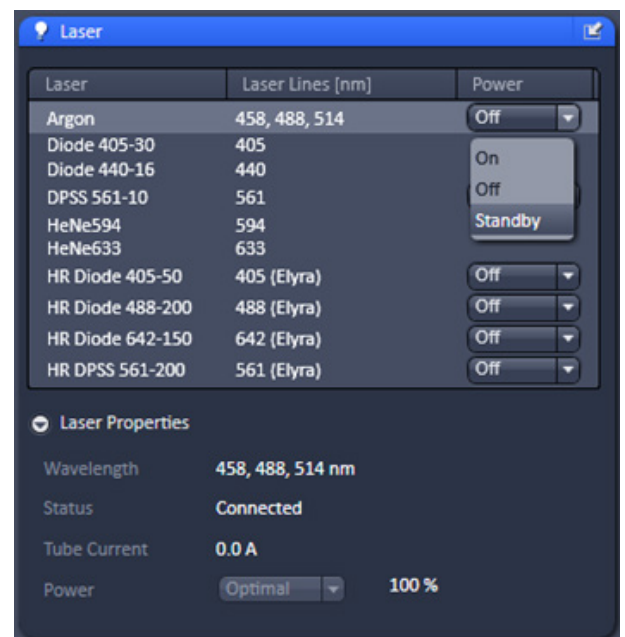 Laser
Laser Laser Lines [nm] Power
Argon 458, 488, 514 Off
Diode 405-30 405
On
Diode 440-16 440
Off
DPSS 561-10 561
Standby
HeNe594 594
HeNe633 633
HR Diode 405-50 405 (Elyra) Off
HR Diode 488-200 488 (Elyra) Off
HR Diode 642-150 642 (Elyra) Off
HR DPSS 561-200 561 (Elyra) Off
Laser Properties
Wavelength 458, 488, 514 nm
Status Connected
Tube Current 0.0 A
Power Optimal 100 %